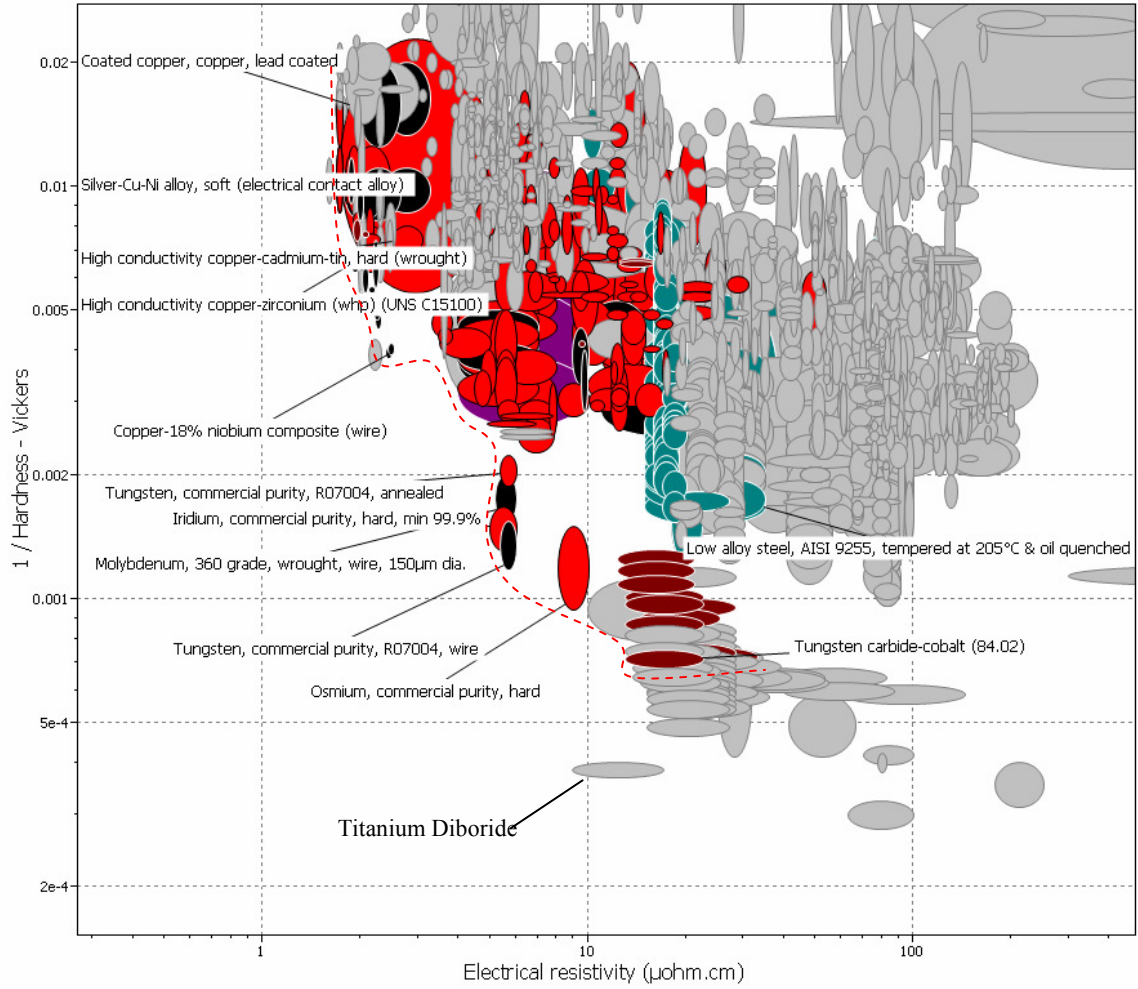 0.02
Coated copper, copper, lead coated
0.01
Silver-Cu-Ni alloy, soft (electrical contact alloy)
High conductivity copper-cadmium-tin, hard (wrought)
High conductivity copper-zirconium (whp) (UNS C15100)
0.005
Copper-18% niobium composite (wire)
0.002
Tungsten, commercial purity, R07004, annealed
Iridium, commercial purity, hard, min 99.9%
Low alloy steel, AISI 9255, tempered at 205°C & oil quenched
Molybdenum, 360 grade, wrought, wire, 150µm dia.
0.001
Tungsten, commercial purity, R07004, wire
Tungsten carbide-cobalt (84.02)
Osmium, commercial purity, hard
5e-4
Titanium Diboride
2e-4
1 / Hardness - Vickers
1 10 100
Electrical resistivity (µohm.cm)